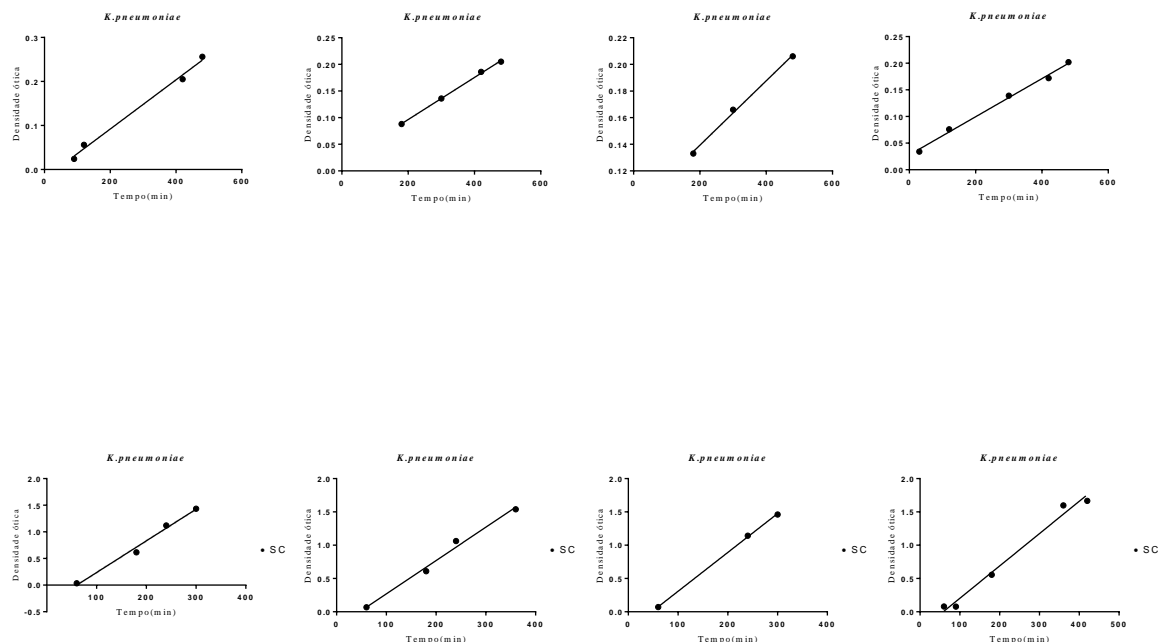 K.pneumoniae
0.3
0.2
0.1
0.0
Densidade ótica
0
200
400
600
Tempo(min)
K.pneumoniae
0.25
0.20
0.15
0.10
0.05
0.00
Densidade ótica
0
200
400
600
Tempo(min)
K.pneumoniae
0.22
0.20
0.18
0.16
0.14
0.12
Densidade ótica
0
200
400
600
Tempo(min)
K.pneumoniae
0.25
0.20
0.15
0.10
0.05
0.00
Densidade ótica
0
200
400
600
Tempo(min)
K.pneumoniae
2.0
1.5
1.0
0.5
0.0
-0.5
Densidade ótica
100
200
300
400
Tempo(min)
SC
K.pneumoniae
2.0
1.5
1.0
0.5
0.0
Densidade ótica
0
100
200
300
400
Tempo(min)
SC
K.pneumoniae
2.0
1.5
1.0
0.5
0.0
Densidade ótica
0
100
200
300
400
Tempo(min)
SC
K.pneumoniae
2.0
1.5
1.0
0.5
0.0
Densidade ótica
0
100
200
300
400
500
Tempo(min)
SC